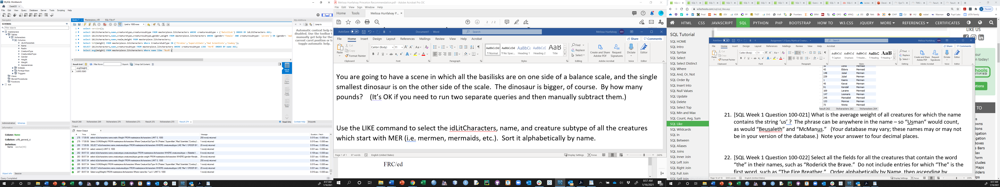 MySQL Workbench
Data620
File Edit View Query Database Server Tools Scripting Help
Navigator
SCHEMAS
Filter objects
masterpiece
Tables
litcharacters
Columns
idLitCharacters
Name
Realm
CreatureType
CreatureSubType
Gender
Height
Weight
Appearances
Indexes
Foreign Keys
Triggers
Views
Stored Procedures
Functions
sys
Administration Schemas
Information
Column: Name
Collation: utf8_general_ci
Definition:
Name varchar(45)
Object Info Session
Query Completed
Query 1 Masterpiece_v05 SQL File 4*
Limit to 1000 rows
1 select version();
2 select idLitcharacters,name,creaturetype,creaturesubtype FROM masterpiece.litcharacters WHERE creaturesubtype = ('Balsilisk') ORDER BY idLitCharacters ASC;
4 select idLitcharacters,name,realm,Weight FROM masterpiece.litcharacters;
5 Select SUM(Weight) FROM masterpiece.litcharacters Where CreatureSubType IN ('Pirates','Supervillain','Mad Scientists','Cowboy');
6 SELECT idLitcharacters,name,creaturesubtype FROM masterpiece.litcharacters WHERE creaturesubtype LIKE 'Mer%' ORDER BY name ASC;
7 Select avg(Weight) FROM masterpiece.litcharacters Where name like '%us%';
Result Grid Filter Rows: Export: Wrap Cell Content:
avg(Weight)
11053.5263
Result Grid
Form Editor
Field Types
Query Stats
Result 268 litcharacters 269 litcharacters 270 litcharacters 271 Result 272 litcharacters 273 Result 274
Read Only
Context Help Snippets
SQL Additions
Jump to
Automatic context help is
disabled. Use the toolbar t
manually get help for the
current caret position or t
toggle automatic help.
Output
Action Output
# Time Action Message Duration / Fetch
278 17:09:56 select idLitcharacters,name,realm,Weight FROM masterpiece.litcharacters LIMIT 0, 1000 250 row(s) returned 0.015 sec / 0.000 sec
279 17:09:56 Select SUM(Weight) FROM masterpiece.litcharacters Where CreatureSubType IN ('Pirates','Supervillain','Mad Scientists','Cowboy') ... 1 row(s) returned 0.015 sec / 0.000 sec
280 17:09:56 SELECT idLitcharacters,name,creaturesubtype FROM masterpiece.litcharacters WHERE creaturesubtype LIKE 'Mer%' ORDER BY ... 20 row(s) returned 0.016 sec / 0.000 sec
281 08:57:33 select version() LIMIT 0, 1000 1 row(s) returned 0.031 sec / 0.000 sec
282 08:57:33 select idLitcharacters,name,creaturetype,creaturesubtype FROM masterpiece.litcharacters WHERE creaturesubtype = ('Balsilisk') ... 0 row(s) returned 0.109 sec / 0.000 sec
283 08:57:34 select idLitcharacters,name,creaturetype,creaturesubtype,gender,weight FROM masterpiece.litcharacters WHERE (gender='female... 29 row(s) returned 0.031 sec / 0.000 sec
284 08:57:34 select idLitcharacters,name,realm,Weight FROM masterpiece.litcharacters LIMIT 0, 1000 250 row(s) returned 0.031 sec / 0.000 sec
285 08:57:34 Select SUM(Weight) FROM masterpiece.litcharacters Where CreatureSubType IN ('Pirates','Supervillain','Mad Scientists','Cowboy') ... 1 row(s) returned 0.015 sec / 0.000 sec
286 08:57:34 SELECT idLitcharacters,name,creaturesubtype FROM masterpiece.litcharacters WHERE creaturesubtype LIKE 'Mer%' ORDER BY ... 20 row(s) returned 0.031 sec / 0.000 sec
287 08:57:34 Select avg(Weight) FROM masterpiece.litcharacters Where name like '%us%' LIMIT 0, 1000 1 row(s) returned 0.016 sec / 0.000 sec
8:57 AM
1/16/2021
Melissa Hunfalvay Princeton Recommendation.pdf - Adobe Acrobat Pro DC
File Edit View Sign Window Help
Home Tools Melissa Hunfalvay P... ×
2 / 2
AutoSave Off Document1 - Word Search Melissa Hunfalvay MH
File Home Insert Design Layout References Mailings Review View Help Acrobat Share Comments
Paste Cut Copy Format Painter
Calibri (Body) 11
AaBbCcDd AaBbCcDd AaBbCc AaBbCcC AaB
¶ Normal ¶ No Spac... Heading 1 Heading 2 Title
Find Replace Select
Create and Share Adobe PDF Request Signatures Dictate Editor
Clipboard Font Paragraph Styles Editing Adobe Acrobat Voice Editor
You are going to have a scene in which all the basilisks are on one side of a balance scale, and the single
smallest dinosaur is on the other side of the scale. The dinosaur is bigger, of course. By how many
pounds? (It's OK if you need to run two separate queries and then manually subtract them.)
Use the LIKE command to select the idLitCharacters, name, and creature subtype of all the creatures
which start with MER (i.e. mermen, mermaids, etc.). Sort it alphabetically by name.
Page 1 of 1 87 words English (United States) Display Settings Focus 240%
FRC/ed
8:57 AM
1/16/2021
w3schools.com/sql/sql_like.asp
Paused
HTML CSS JAVASCRIPT SQL PYTHON PHP BOOTSTRAP HOW TO W3.CSS JQUERY MORE REFERENCES CERTIFICATES
SQL Tutorial
SQL HOME
SQL Intro
SQL Syntax
SQL Select
SQL Select Distinct
SQL Where
SQL And, Or, Not
SQL Order By
SQL Insert Into
SQL Null Values
SQL Update
SQL Delete
SQL Select Top
SQL Min and Max
SQL Count, Avg, Sum
SQL Like
SQL Wildcards
SQL In
SQL Between
SQL Aliases
SQL Joins
SQL Inner Join
SQL Left Join
SQL Right Join
SQL Full Join
SQL Self Join
LIKE US
AutoSave Off Assignment 1.3 Query Mythical Creatur... Search Melissa Hunfalvay MH
File Home Insert Design Layout References Mailings Review View Help Acrobat Share Comments
16 Doria Mermaid
43 Eldoris Mermaid
148 Jubal Merman
239 Jubal Merman
1 Kaerio Merman
45 Kawai Merman
91 Kendall Merman
169 Laraine Mermaid
147 Leomaris Merman
245 Marisabel Mermaid
133 Monroe Merman
73 Nireta Mermaid
Result 262 litcharacters 263 litcharacters 264
21. [SQL Week 1 Question 100-021] What is the average weight of all creatures for which the name
contains the string ‘us’ ? The phrase can be anywhere in the name – so “Usman” would count,
as would “Beusaleth” and “McManus.” (Your database may vary; these names may or may not
be in your version of the database.) Note your answer to four decimal places.
22. [SQL Week 1 Question 100-022] Select all the fields for all the creatures that contain the word
“the” in their names, such as “Roderick the Brave.” Do not include entries for which “The” is the
first word, such as “The Fire Breather.” Order alphabetically by Name, then ascending by
Page 16 of 18 3253 words English (United States) Display Settings Focus 230%
8:57 AM
1/16/2021